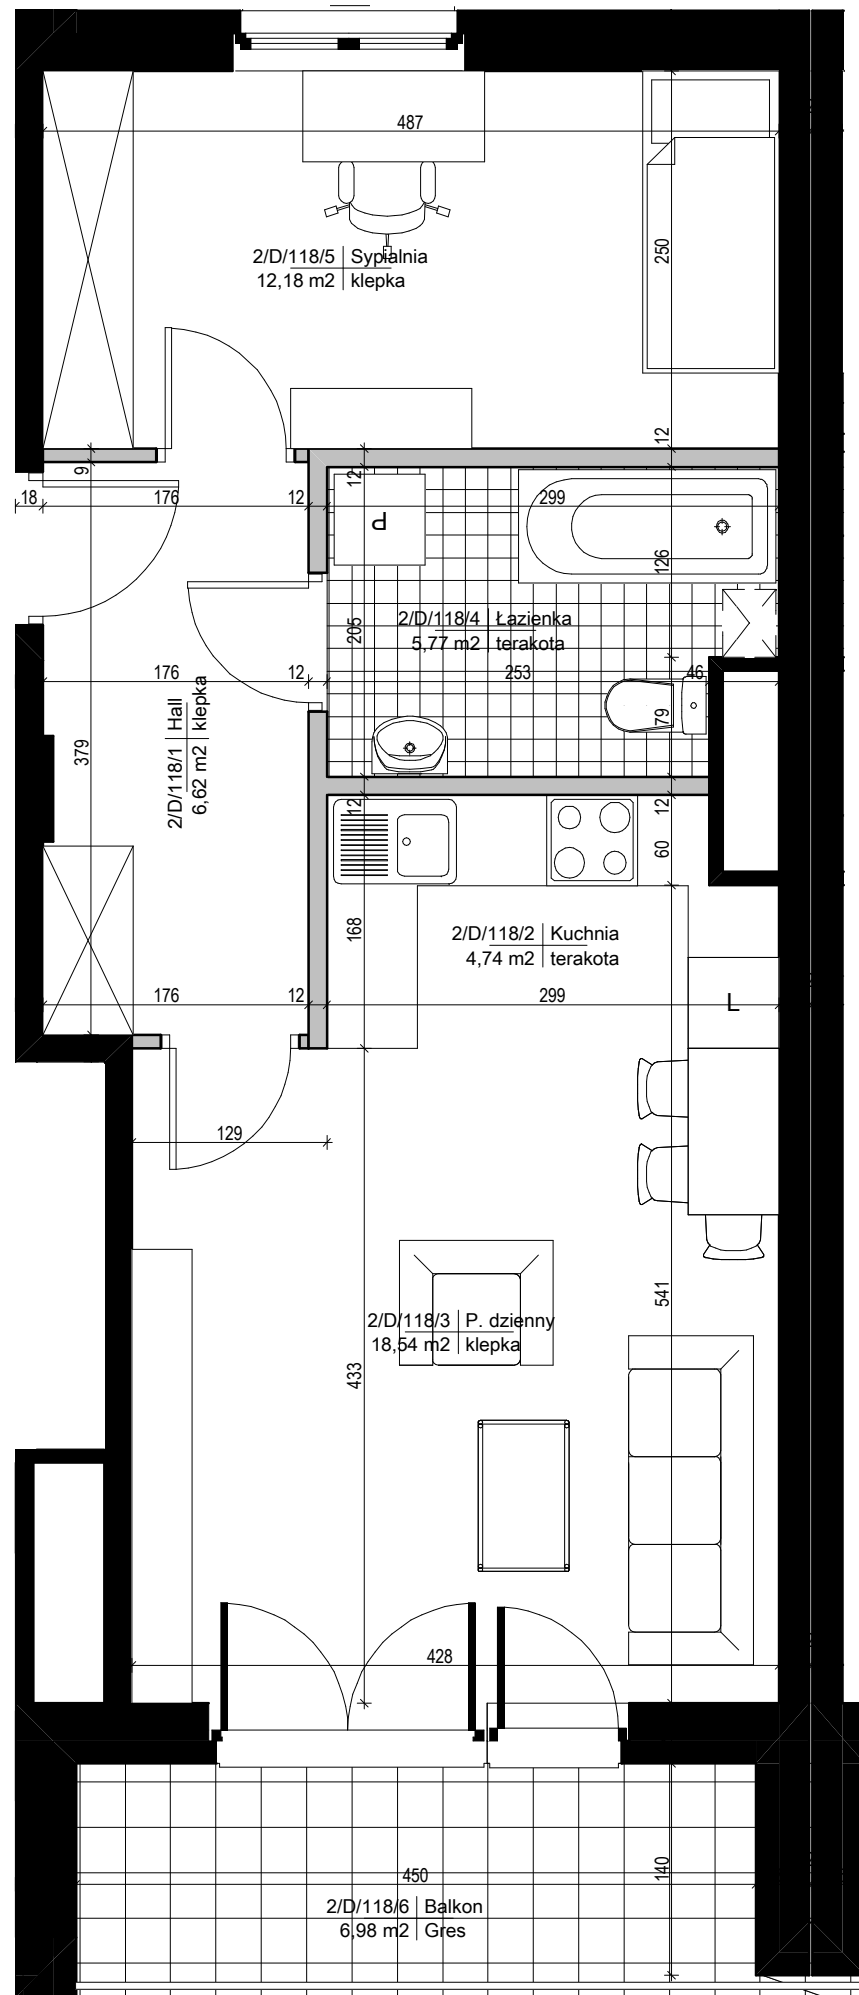 487
2/D/118/5 Sypialnia
12,18 m2 klepka
250
12
9
12
18 176 12 299
P
126
2/D/118/4 Łazienka
5,77 m2 terakota
205
176 12 253 46
79
2/D/118/1 Hall
6,62 m2 klepka
379
12
12
60
168
2/D/118/2 Kuchnia
4,74 m2 terakota
176 12 299
L
129
541
2/D/118/3 P. dzienny
18,54 m2 klepka
433
428
140
450
2/D/118/6 Balkon
6,98 m2 Gres